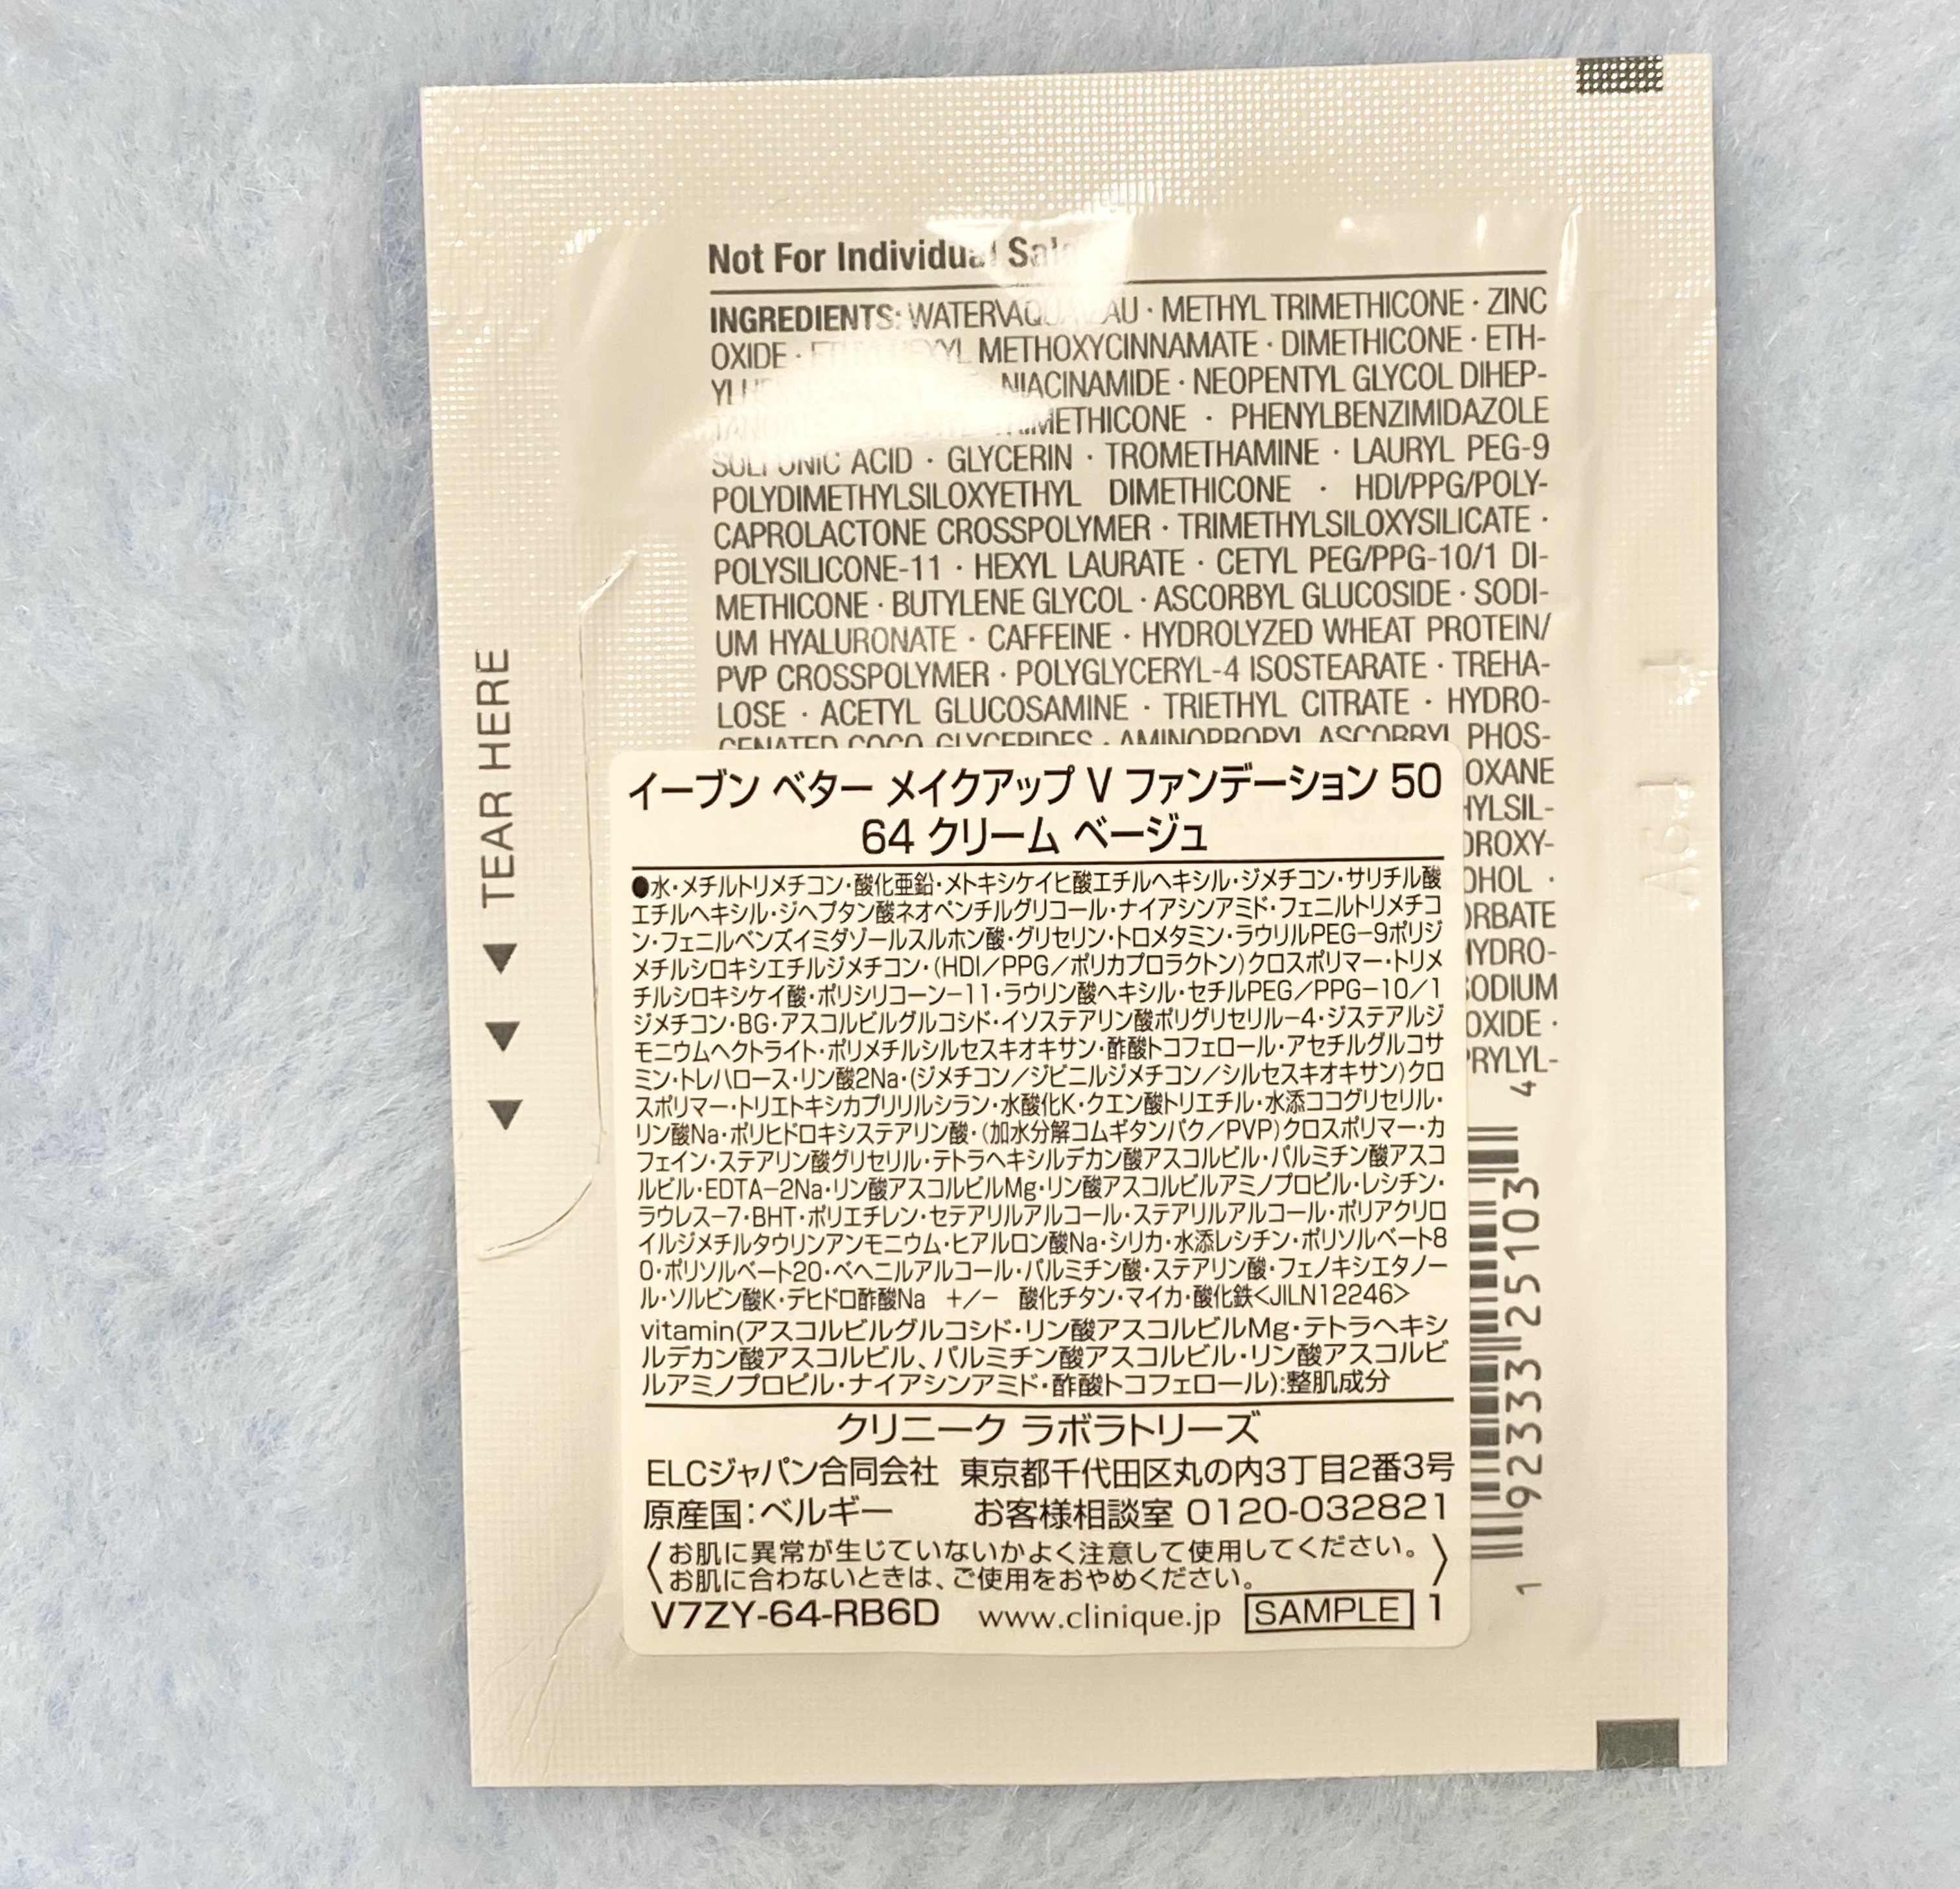 Not For Individual
INGREDIENTS: METHYL TRIMETHICONE · ZINC
OXIDE · METHOXYCINNAMATE · DIMETHICONE · ETH-
NIACINAMIDE · NEOPENTYL GLYCOL DIHEP-
· PHENYLBENZIMIDAZOLE
SULFONIC ACID · GLYCERIN · TROMETHAMINE · LAURYL PEG-9
POLYDIMETHYLSILOXYETHYL DIMETHICONE · HDI/PPG/POLY-
CAPROLACTONE CROSSPOLYMER · TRIMETHYLSILOXYSILICATE ·
POLYSILICONE-11 · HEXYL LAURATE · CETYL PEG/PPG-10/1 DI-
METHICONE · BUTYLENE GLYCOL · ASCORBYL GLUCOSIDE · SODI-
UM HYALURONATE · CAFFEINE · HYDROLYZED WHEAT PROTEIN/
PVP CROSSPOLYMER · POLYGLYCERYL-4 ISOSTEARATE · TREHA-
LOSE · ACETYL GLUCOSAMINE · TRIETHYL CITRATE · HYDRO-
GENATED COCO-GLYCERIDES · AMINOPROPYL ASCORBYL PHOS-
OXANE
HYLSIL-
DROXY-
OHOL ·
ORBATE
HYDRO-
SODIUM
OXIDE ·
PRYLYL-
TEAR HERE
イーブン ベター メイクアップ V ファンデーション 50
64 クリーム ベージュ
●水・メチルトリメチコン・酸化亜鉛・メトキシケイヒ酸エチルヘキシル・ジメチコン・サリチル酸
エチルヘキシル・ジヘプタン酸ネオペンチルグリコール・ナイアシンアミド・フェニルトリメチコ
ン・フェニルベンズイミダゾールスルホン酸・グリセリン・トロメタミン・ラウリルPEG-9ポリジ
メチルシロキシエチルジメチコン・(HDI/PPG/ポリカプロラクトン)クロスポリマー・トリメ
チルシロキシケイ酸・ポリシリコーン-11・ラウリン酸ヘキシル・セチルPEG/PPG-10/1
ジメチコン・BG・アスコルビルグルコシド・イソステアリン酸ポリグリセリル-4・ジステアルジ
モニウムヘクトライト・ポリメチルシルセスキオキサン・酢酸トコフェロール・アセチルグルコサ
ミン・トレハロース・リン酸2Na・(ジメチコン/ジビニルジメチコン/シルセスキオキサン)クロ
スポリマー・トリエトキシカプリリルシラン・水酸化K・クエン酸トリエチル・水添ココグリセリル・
リン酸Na・ポリヒドロキシステアリン酸・(加水分解コムギタンパク/PVP)クロスポリマー・カ
フェイン・ステアリン酸グリセリル・テトラヘキシルデカン酸アスコルビル・パルミチン酸アスコ
ルビル・EDTA-2Na・リン酸アスコルビルMg・リン酸アスコルビルアミノプロピル・レシチン・
ラウレス-7・BHT・ポリエチレン・セテアリルアルコール・ステアリルアルコール・ポリアクリロ
イルジメチルタウリンアンモニウム・ヒアルロン酸Na・シリカ・水添レシチン・ポリソルベート8
0・ポリソルベート20・ベヘニルアルコール・パルミチン酸・ステアリン酸・フェノキシエタノー
ル・ソルビン酸K・デヒドロ酢酸Na +/- 酸化チタン・マイカ・酸化鉄<JILN12246>
vitamin(アスコルビルグルコシド・リン酸アスコルビルMg・テトラヘキシ
ルデカン酸アスコルビル、パルミチン酸アスコルビル・リン酸アスコルビ
ルアミノプロピル・ナイアシンアミド・酢酸トコフェロール):整肌成分
クリニーク ラボラトリーズ
ELCジャパン合同会社 東京都千代田区丸の内3丁目2番3号
原産国:ベルギー お客様相談室 0120-032821
〈お肌に異常が生じていないかよく注意して使用してください。
お肌に合わないときは、ご使用をおやめください。〉
V7ZY-64-RB6D www.clinique.jp SAMPLE 1
1 92333 25103 4